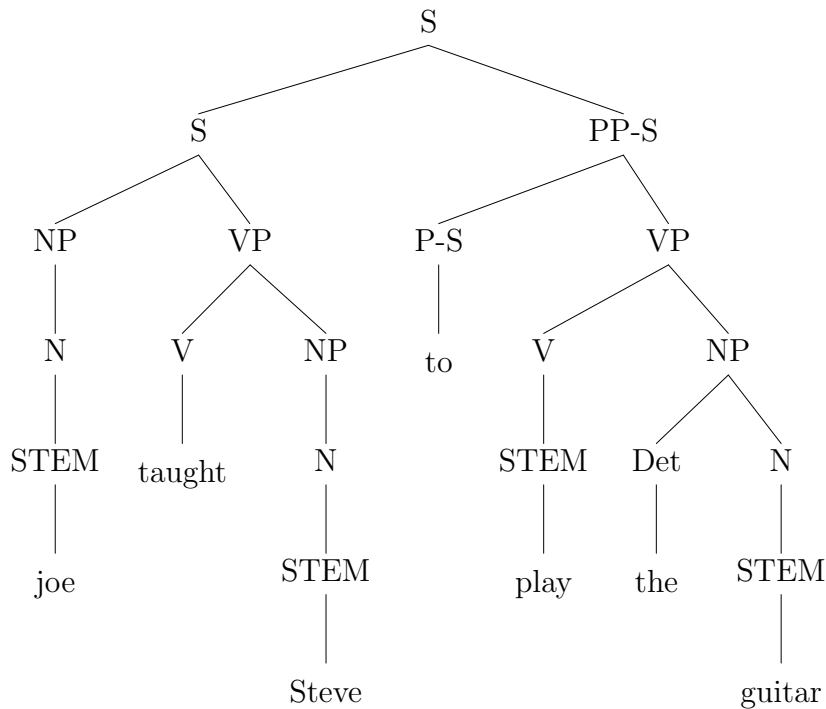 S
S PP-S
NP VP P-S VP
N V NP to V NP
STEM taught N STEM Det N
joe STEM play the STEM
Steve guitar